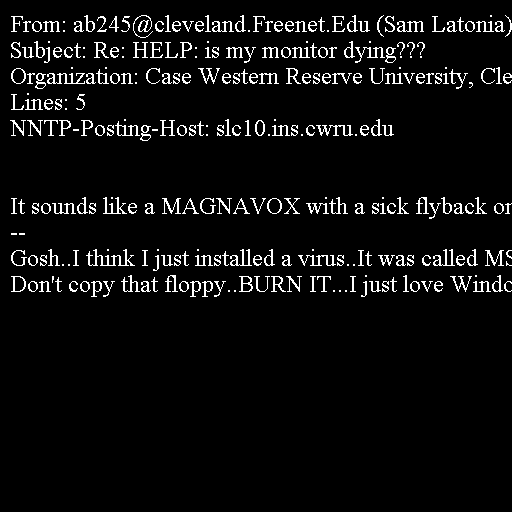 From: ab245@cleveland.Freenet.Edu (Sam Latonia)
Subject: Re: HELP: is my monitor dying???
Organization: Case Western Reserve University, Cle
Lines: 5
NNTP-Posting-Host: slc10.ins.cwru.edu
It sounds like a MAGNAVOX with a sick flyback on
--
Gosh..I think I just installed a virus..It was called MS
Don't copy that floppy..BURN IT...I just love Windo